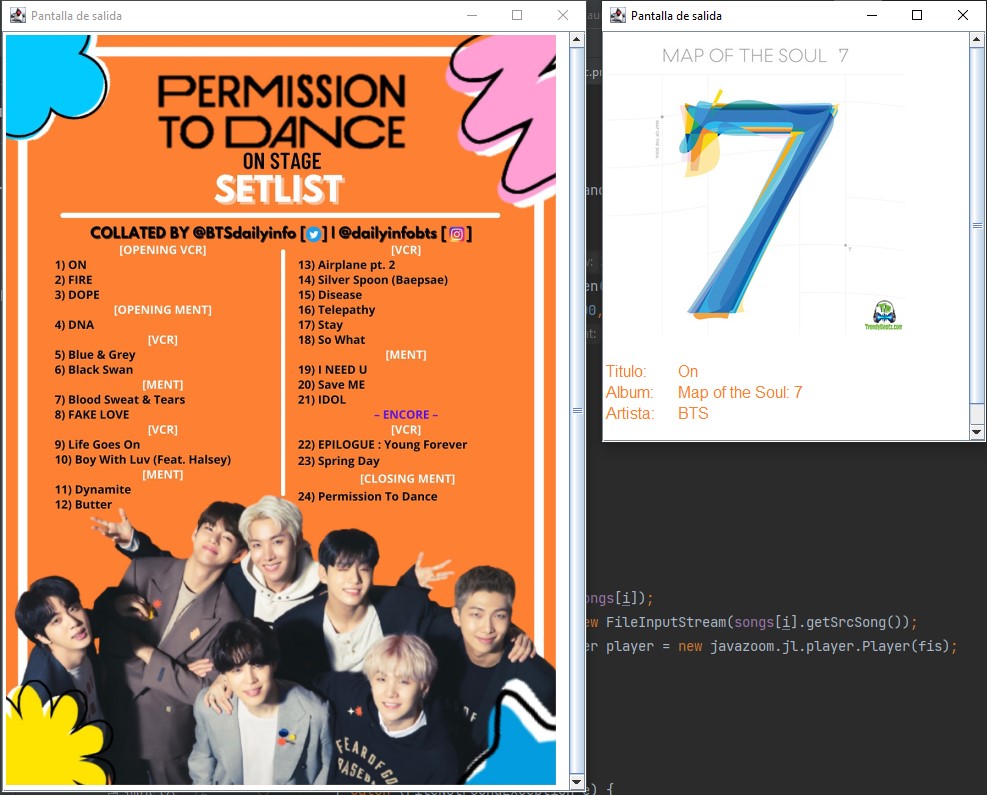 Pantalla de salida
PERMISSION
TO DANCE
ON STAGE
SETLIST
COLLATED BY @BTSdailyinfo [ ] | @dailyinfobts [ ]
[OPENING VCR]
1) ON
2) FIRE
3) DOPE
[OPENING MENT]
4) DNA
[VCR]
5) Blue & Grey
6) Black Swan
[MENT]
7) Blood Sweat & Tears
8) FAKE LOVE
[VCR]
9) Life Goes On
10) Boy With Luv (Feat. Halsey)
[MENT]
11) Dynamite
12) Butter
[VCR]
13) Airplane pt. 2
14) Silver Spoon (Baepsae)
15) Disease
16) Telepathy
17) Stay
18) So What
[MENT]
19) I NEED U
20) Save ME
21) IDOL
– ENCORE –
[VCR]
22) EPILOGUE : Young Forever
23) Spring Day
[CLOSING MENT]
24) Permission To Dance
FEAR OF GO
BASEBA
Pantalla de salida
MAP OF THE SOUL 7
7
TrendyBeatz.com
Titulo: On
Album: Map of the Soul: 7
Artista: BTS
ongs[i]);
ew FileInputStream(songs[i].getSrcSong());
er player = new javazoom.jl.player.Player(fis);